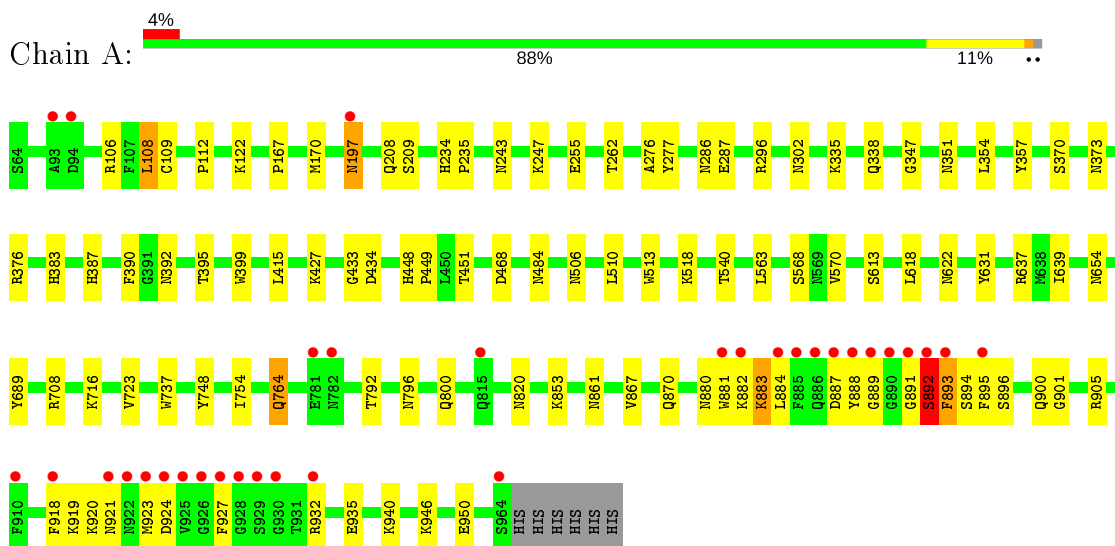 4%
Chain A:
88% 11% ••
S64 A93 D94 R106 F107 L108 C109 P112 K122 P167 M170 N197 Q208 S209 H234 P235 N243 K247 E255 T262 A276 Y277 N286 E287 R296 N302 K335 Q338 G347 N351 L354 Y357 S370 N373
R376 H383 H387 F390 G391 N392 T395 W399 L415 K427 G433 D434 H448 P449 L450 T451 D468 N484 N506 L510 W513 K518 T540 L563 S568 N569 V570 S613 L618 N622 Y631 R637 M638 I639 N654
Y689 R708 K716 V723 W737 Y748 I754 Q764 E781 N782 T792 N796 Q800 Q815 N820 K853 N861 V867 Q870 N880 W881 K882 K883 L884 F885 Q886 D887 Y888 G889 G890 G891 S892 F893 S894 F895 S896 Q900 G901 R905
F910 F918 K919 K920 N921 N922 M923 D924 V925 G926 F927 G928 S929 G930 T931 R932 E935 K940 K946 E950 S964 HIS HIS HIS HIS HIS HIS